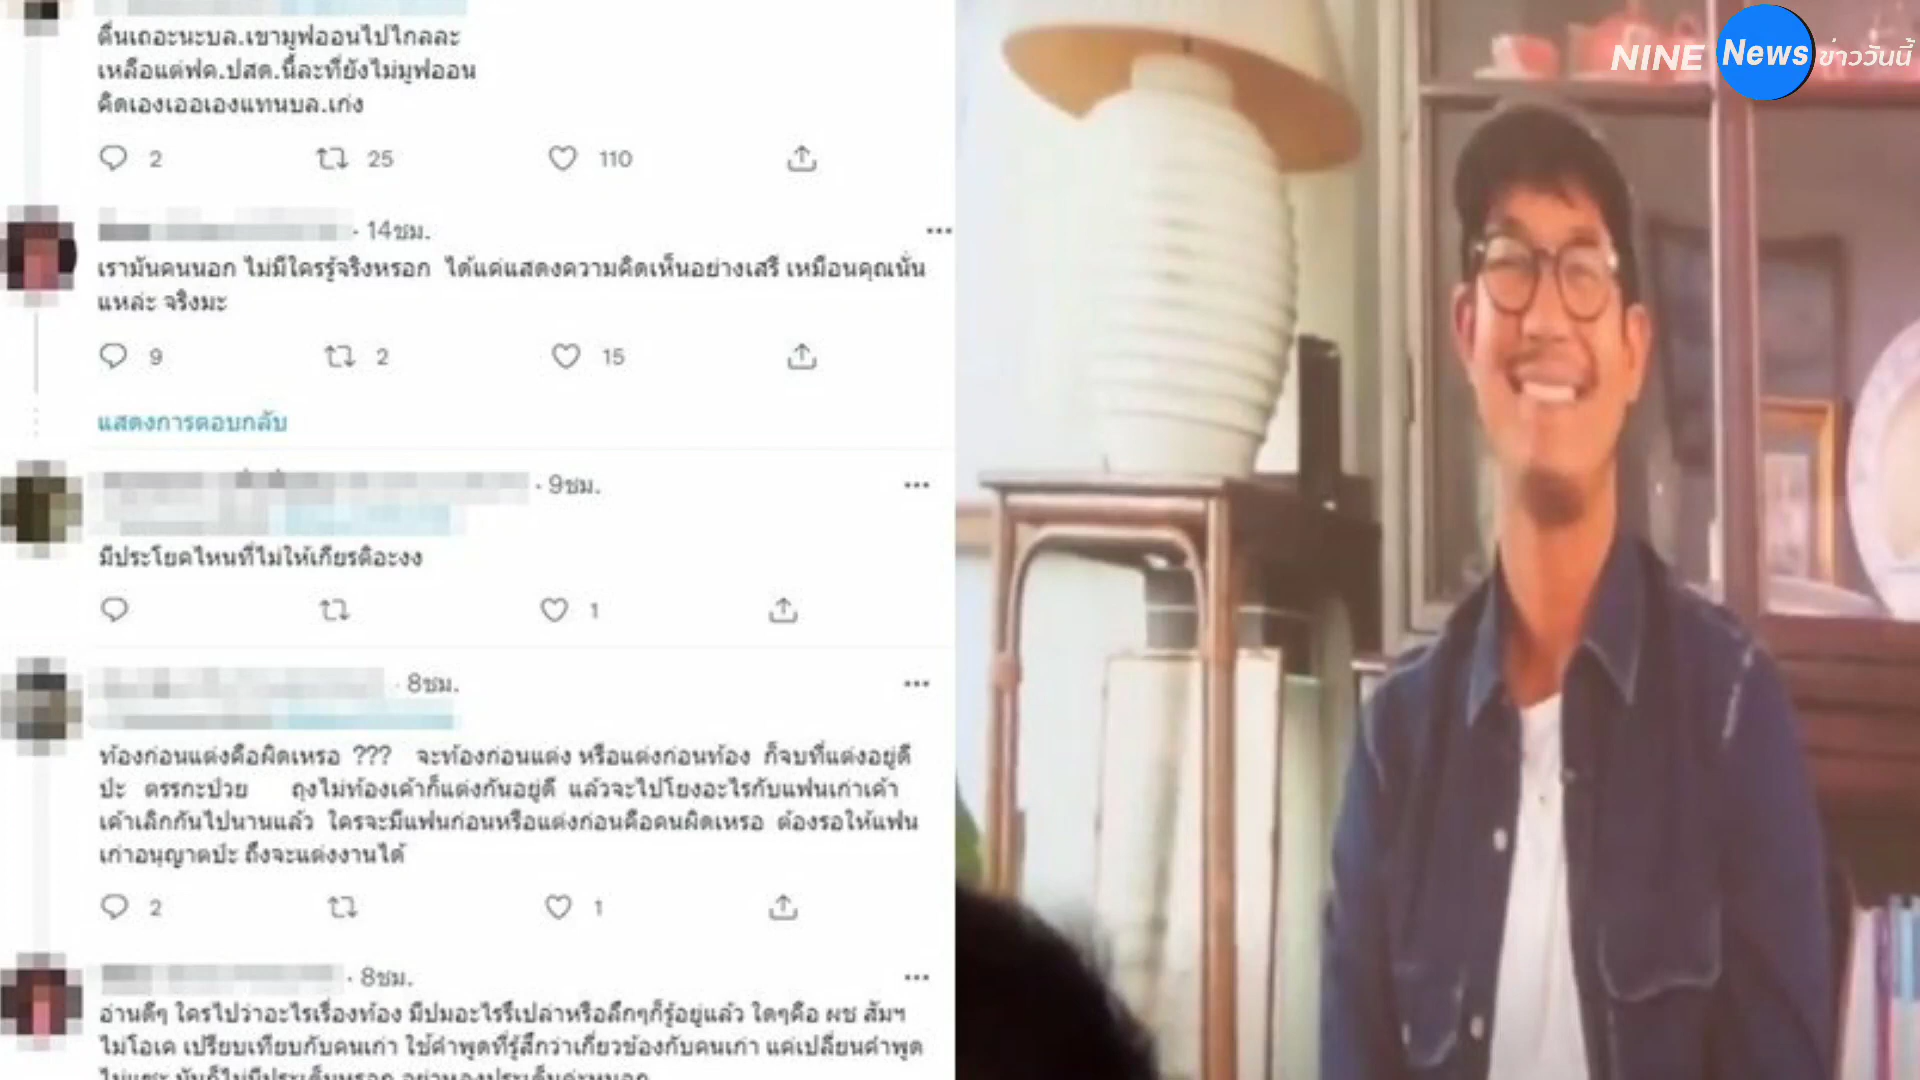 ตื่นเถอะนะบล.เขามูฟออนไปไกลละ
เหลือแต่ฟค.ปสด.นี้ละที่ยังไม่มูฟออน
คิดเองเออเองแทนบล.เก่ง
2 25 110
· 14ชม.
เรามันคนนอก ไม่มีใครรู้จริงหรอก ได้แค่แสดงความคิดเห็นอย่างเสรี เหมือนคุณนั่น
แหล่ะ จริงมะ
9 2 15
แสดงการตอบกลับ
· 9ชม.
มีประโยคไหนที่ไม่ให้เกียรติอะงง
1
· 8ชม.
ท้องก่อนแต่งคือผิดเหรอ ??? จะท้องก่อนแต่ง หรือแต่งก่อนท้อง ก็จบที่แต่งอยู่ดี
ปะ ตรรกะป่วย ถุงไม่ท้องเค้าก็แต่งกันอยู่ดี แล้วจะไปโยงอะไรกับแฟนเก่าเค้า
เค้าเลิกกันไปนานแล้ว ใครจะมีแฟนก่อนหรือแต่งก่อนคือคนผิดเหรอ ต้องรอให้แฟน
เก่าอนุญาตป่ะ ถึงจะแต่งงานได้
2 1
· 8ชม.
อ่านดีๆ ใครไปว่าอะไรเรื่องท้อง มีปมอะไรรึเปล่าหรือลึกๆก็รู้อยู่แล้ว ใดๆคือ ผช ส้มฯ
ไม่โอเค เปรียบเทียบกับคนเก่า ใช้คำพูดที่รู้สึกว่าเกี่ยวข้องกับคนเก่า แค่เปลี่ยนคำพูด
NINE News ข่าววันนี้